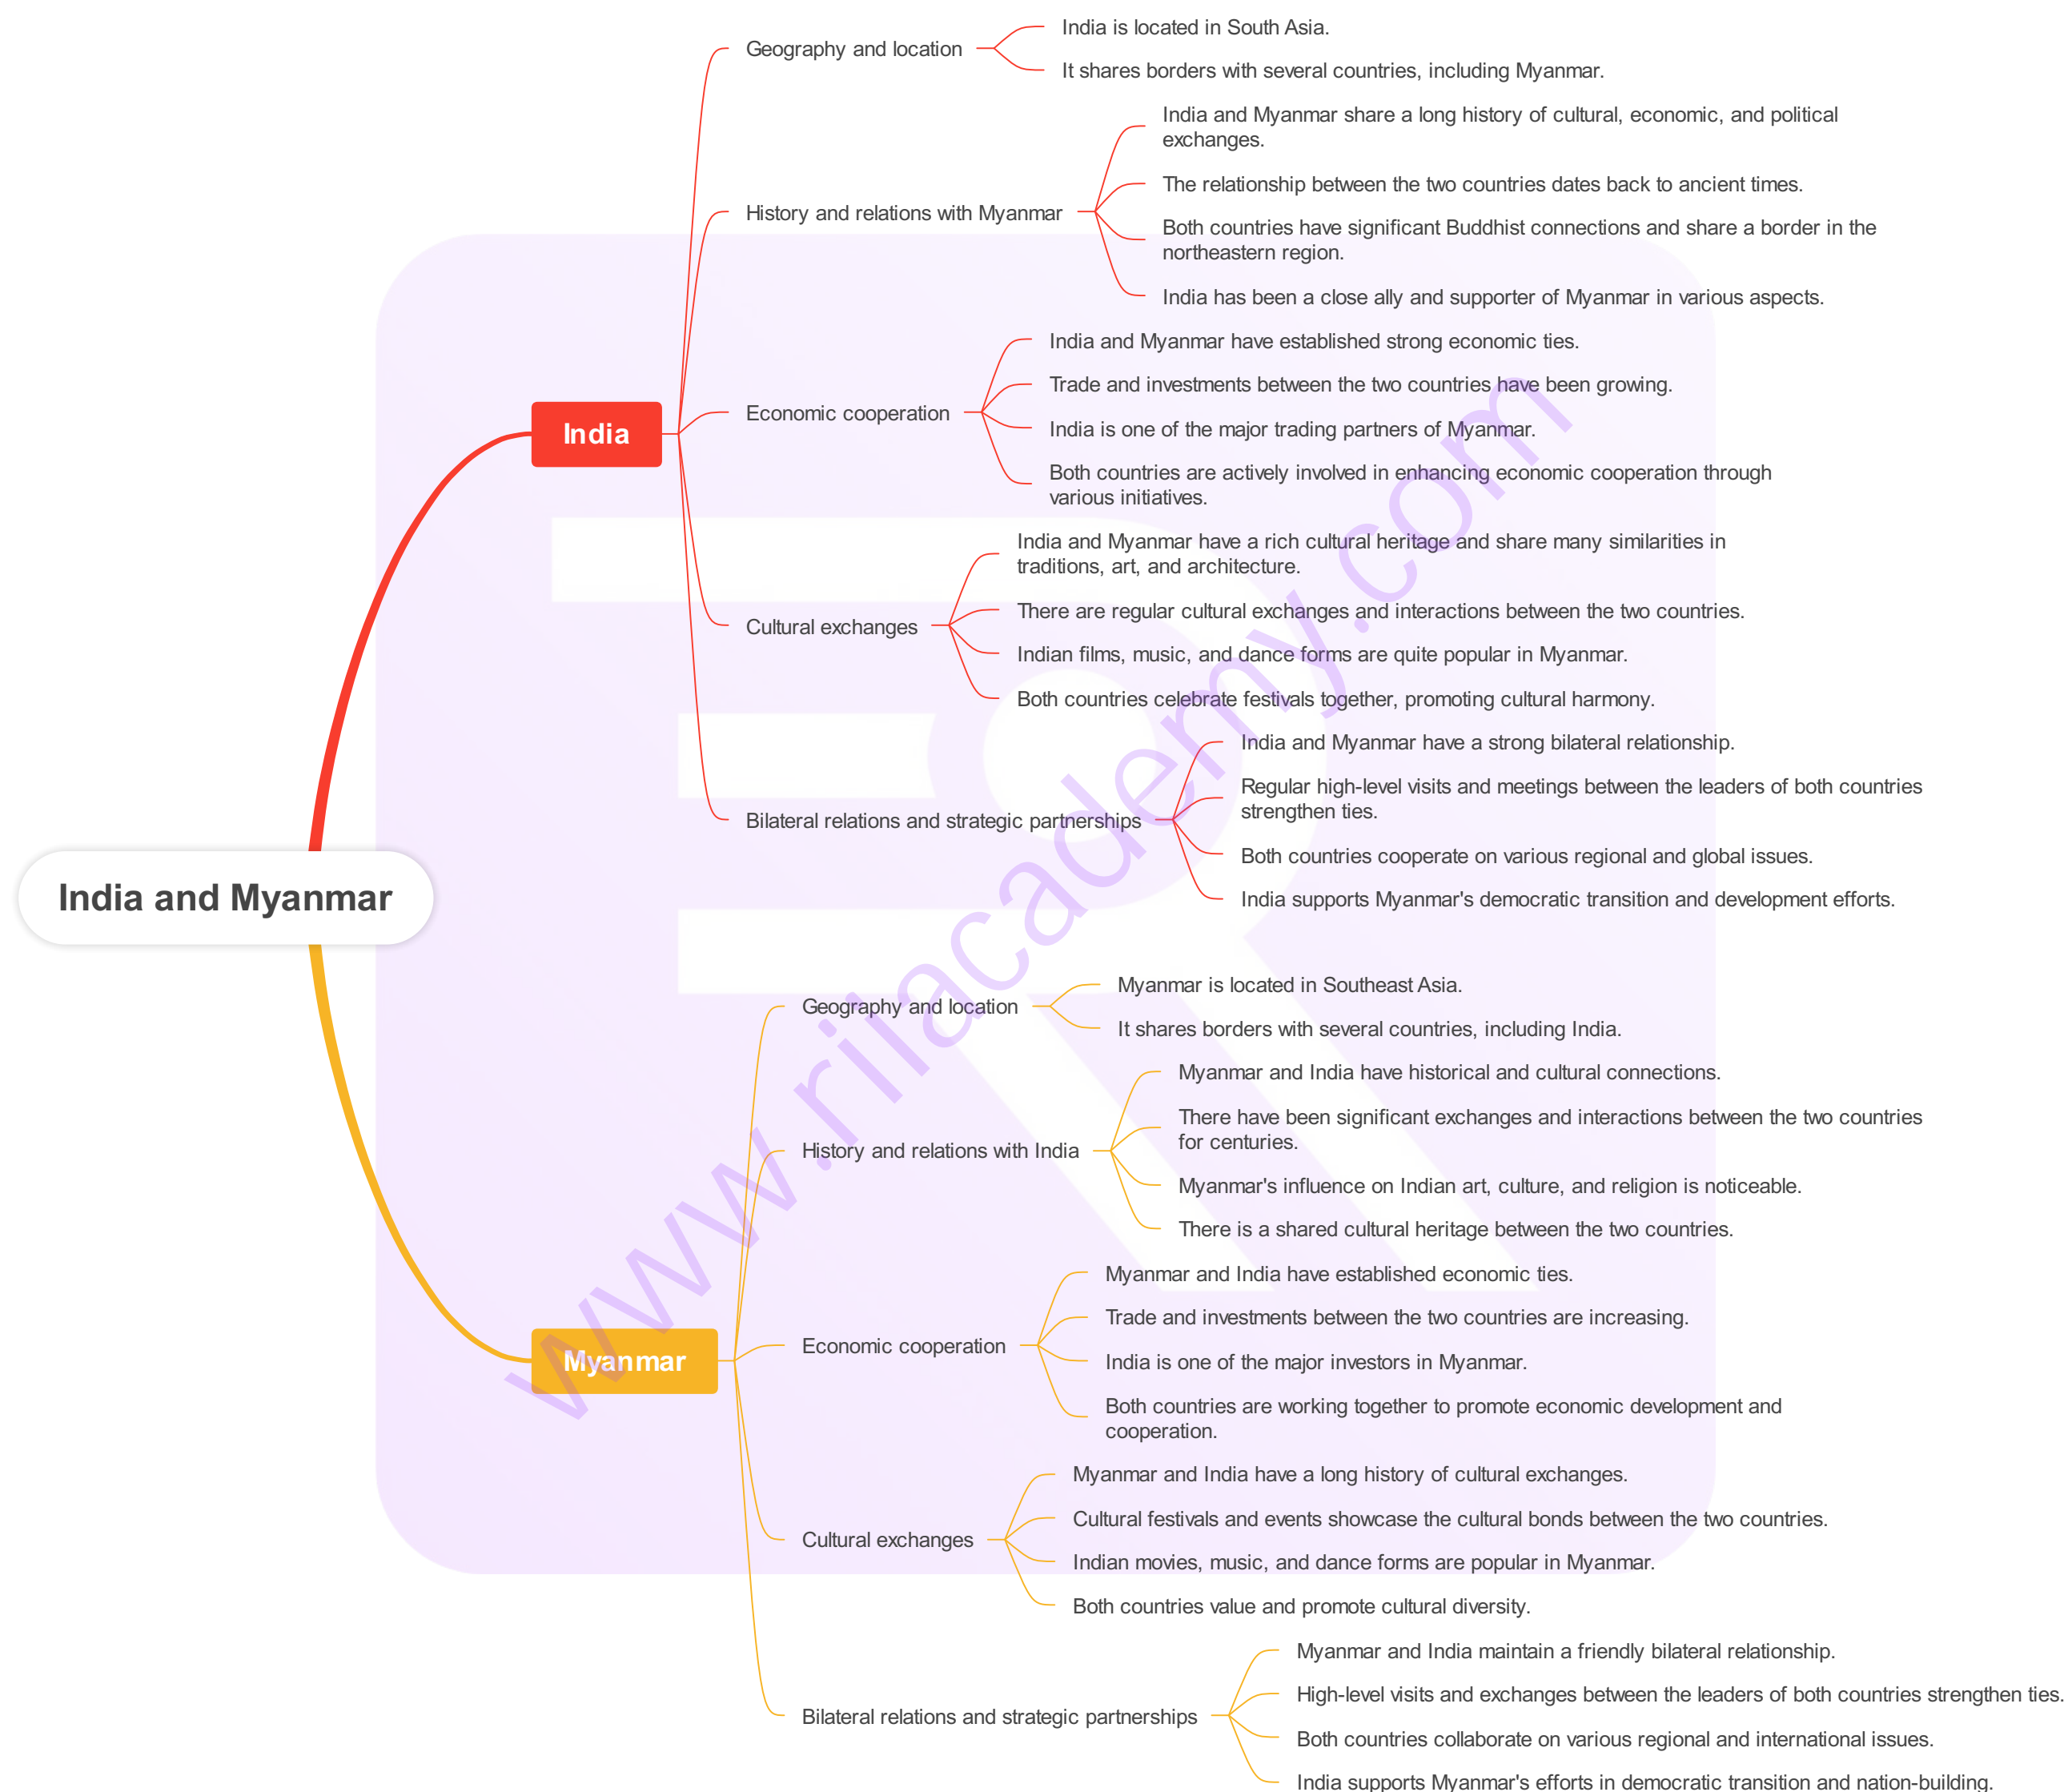 India is located in South Asia.
Geography and location
It shares borders with several countries, including Myanmar.
India and Myanmar share a long history of cultural, economic, and political
exchanges.
The relationship between the two countries dates back to ancient times.
History and relations with Myanmar
Both countries have significant Buddhist connections and share a border in the
northeastern region.
India has been a close ally and supporter of Myanmar in various aspects.
India and Myanmar have established strong economic ties.
Trade and investments between the two countries have been growing.
Economic cooperation
India
India is one of the major trading partners of Myanmar.
Both countries are actively involved in enhancing economic cooperation through
various initiatives.
India and Myanmar have a rich cultural heritage and share many similarities in
traditions, art, and architecture.
There are regular cultural exchanges and interactions between the two countries.
Cultural exchanges
Indian films, music, and dance forms are quite popular in Myanmar.
Both countries celebrate festivals together, promoting cultural harmony.
India and Myanmar have a strong bilateral relationship.
Regular high-level visits and meetings between the leaders of both countries
strengthen ties.
Bilateral relations and strategic partnerships
Both countries cooperate on various regional and global issues.
India supports Myanmar's democratic transition and development efforts.
India and Myanmar
Myanmar is located in Southeast Asia.
Geography and location
It shares borders with several countries, including India.
Myanmar and India have historical and cultural connections.
There have been significant exchanges and interactions between the two countries
for centuries.
History and relations with India
Myanmar's influence on Indian art, culture, and religion is noticeable.
There is a shared cultural heritage between the two countries.
Myanmar and India have established economic ties.
Trade and investments between the two countries are increasing.
Economic cooperation
Myanmar
India is one of the major investors in Myanmar.
Both countries are working together to promote economic development and
cooperation.
Myanmar and India have a long history of cultural exchanges.
Cultural festivals and events showcase the cultural bonds between the two countries.
Cultural exchanges
Indian movies, music, and dance forms are popular in Myanmar.
Both countries value and promote cultural diversity.
Myanmar and India maintain a friendly bilateral relationship.
High-level visits and exchanges between the leaders of both countries strengthen ties.
Bilateral relations and strategic partnerships
Both countries collaborate on various regional and international issues.
India supports Myanmar's efforts in democratic transition and nation-building.
www.rilacademy.com